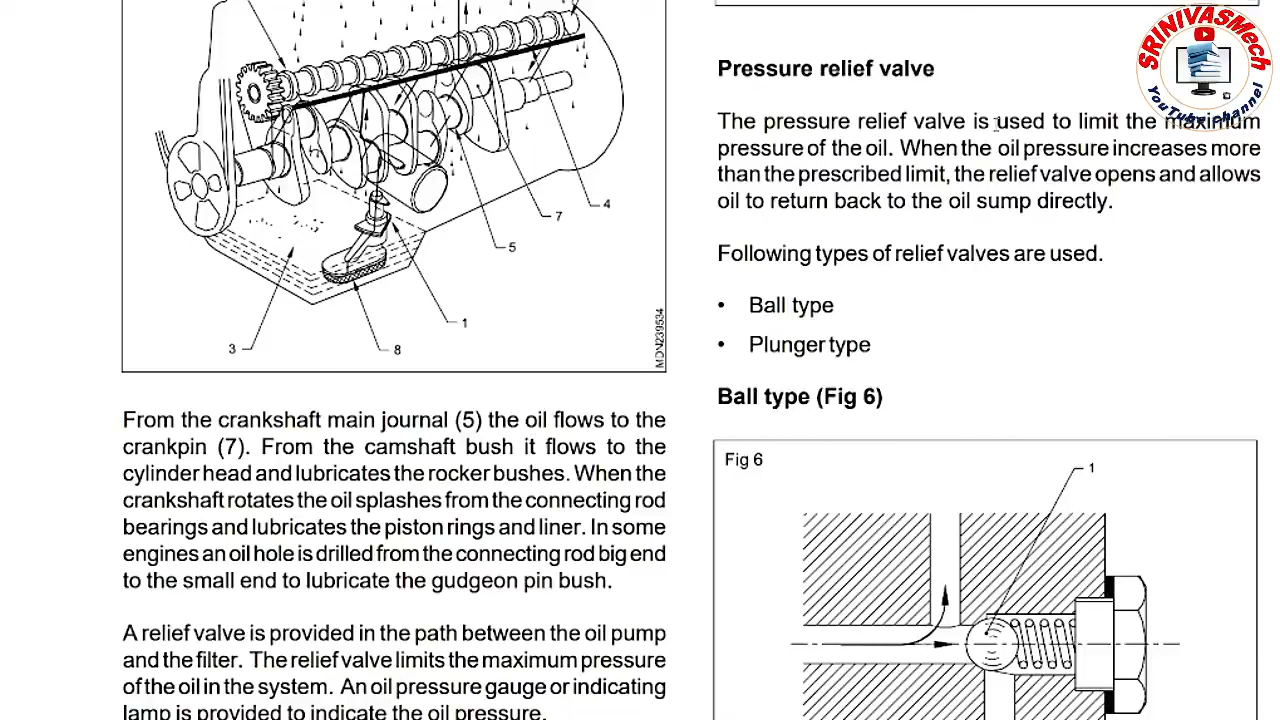 4
7
5
1
3
8
MDN239534
From the crankshaft main journal (5) the oil flows to the
crankpin (7). From the camshaft bush it flows to the
cylinder head and lubricates the rocker bushes. When the
crankshaft rotates the oil splashes from the connecting rod
bearings and lubricates the piston rings and liner. In some
engines an oil hole is drilled from the connecting rod big end
to the small end to lubricate the gudgeon pin bush.
A relief valve is provided in the path between the oil pump
and the filter. The relief valve limits the maximum pressure
of the oil in the system. An oil pressure gauge or indicating
lamp is provided to indicate the oil pressure.
SRINIVASMech
YouTube channel
Pressure relief valve
The pressure relief valve is used to limit the maximum
pressure of the oil. When the oil pressure increases more
than the prescribed limit, the relief valve opens and allows
oil to return back to the oil sump directly.
Following types of relief valves are used.
• Ball type
• Plunger type
Ball type (Fig 6)
Fig 6
1